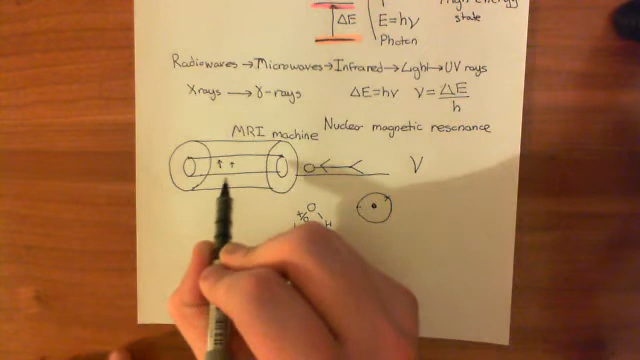 High energy
state
ΔE
E=hν
Photon
Radiowaves→Microwaves→Infrared→Light→UV rays
Xrays → γ-rays ΔE=hν ν=ΔE/h
MRI machine Nuclear magnetic resonance
ν
O
H